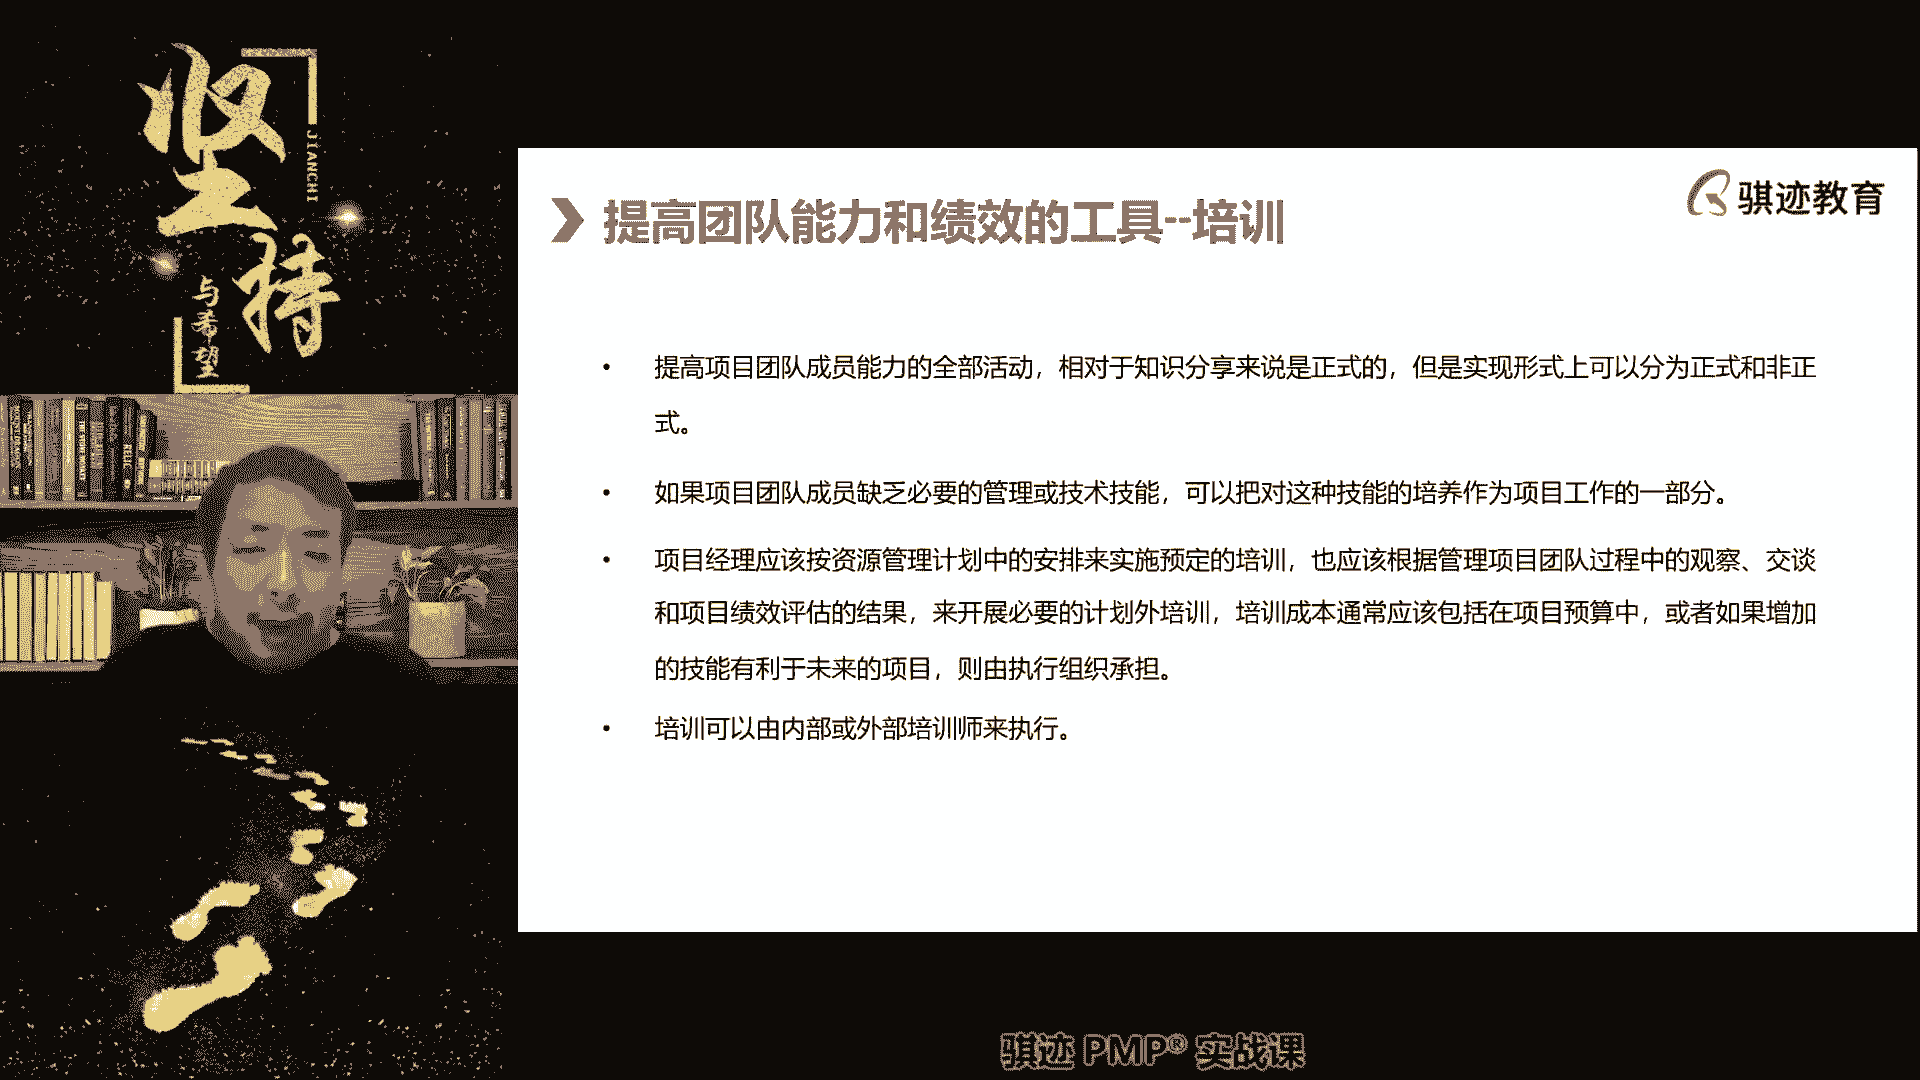 坚持
JIANCHI
与希望
骐迹教育
提高团队能力和绩效的工具--培训
• 提高项目团队成员能力的全部活动，相对于知识分享来说是正式的，但是实现形式上可以分为正式和非正
式。
• 如果项目团队成员缺乏必要的管理或技术技能，可以把对这种技能的培养作为项目工作的一部分。
• 项目经理应该按资源管理计划中的安排来实施预定的培训，也应该根据管理项目团队过程中的观察、交谈
和项目绩效评估的结果，来开展必要的计划外培训，培训成本通常应该包括在项目预算中，或者如果增加
的技能有利于未来的项目，则由执行组织承担。
• 培训可以由内部或外部培训师来执行。
骐迹 PMP® 实战课